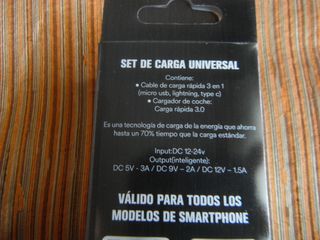 SET DE CARGA UNIVERSAL
Contiene:
• Cable de carga rápida 3 en 1
(micro usb, lightning, type c)
• Cargador de coche:
Carga rápida 3.0
Es una tecnología de carga de la energía que ahorra
hasta un 70% tiempo que la carga estándar.
Input:DC 12-24v
Output(inteligente):
DC 5V - 3A / DC 9V – 2A / DC 12V – 1.5A
VÁLIDO PARA TODOS LOS
MODELOS DE SMARTPHONE